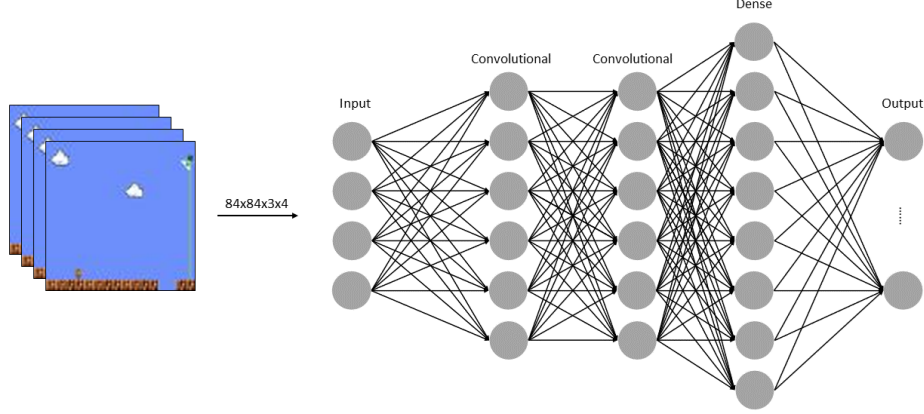 Dense
Convolutional
Convolutional
Input
Output
84x84x3x4
......